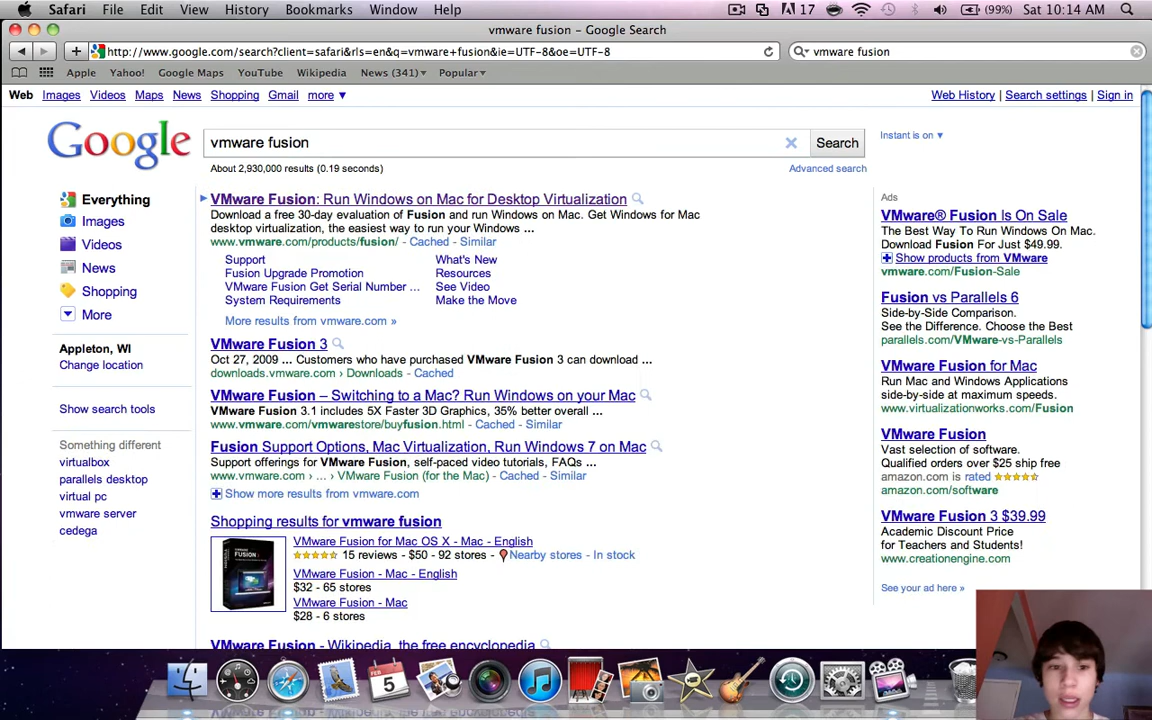 Safari File Edit View History Bookmarks Window Help 17 (99%) Sat 10:14 AM
vmware fusion – Google Search
http://www.google.com/search?client=safari&rls=en&q=vmware+fusion&ie=UTF-8&oe=UTF-8 vmware fusion
Apple Yahoo! Google Maps YouTube Wikipedia News (341) Popular
Web Images Videos Maps News Shopping Gmail more Web History | Search settings | Sign in
Google
vmware fusion
Search
Instant is on
About 2,930,000 results (0.19 seconds)
Advanced search
Everything
Images
Videos
News
Shopping
More
Appleton, WI
Change location
Show search tools
Something different
virtualbox
parallels desktop
virtual pc
vmware server
cedega
VMware Fusion: Run Windows on Mac for Desktop Virtualization
Download a free 30-day evaluation of Fusion and run Windows on Mac. Get Windows for Mac
desktop virtualization, the easiest way to run your Windows ...
www.vmware.com/products/fusion/ - Cached - Similar
Support What's New
Fusion Upgrade Promotion Resources
VMware Fusion Get Serial Number ... See Video
System Requirements Make the Move
More results from vmware.com »
VMware Fusion 3
Oct 27, 2009 ... Customers who have purchased VMware Fusion 3 can download ...
downloads.vmware.com › Downloads - Cached
VMware Fusion – Switching to a Mac? Run Windows on your Mac
VMware Fusion 3.1 includes 5X Faster 3D Graphics, 35% better overall ...
www.vmware.com/vmwarestore/buyfusion.html - Cached - Similar
Fusion Support Options, Mac Virtualization, Run Windows 7 on Mac
Support offerings for VMware Fusion, self-paced video tutorials, FAQs ...
www.vmware.com › ... › VMware Fusion (for the Mac) - Cached - Similar
Show more results from vmware.com
Shopping results for vmware fusion
VMware Fusion for Mac OS X - Mac - English
15 reviews - $50 - 92 stores - Nearby stores - In stock
VMware Fusion - Mac - English
$32 - 65 stores
VMware Fusion - Mac
$28 - 6 stores
VMware Fusion - Wikipedia, the free encyclopedia
Ads
VMware® Fusion Is On Sale
The Best Way To Run Windows On Mac.
Download Fusion For Just $49.99.
Show products from VMware
vmware.com/Fusion-Sale
Fusion vs Parallels 6
Side-by-Side Comparison.
See the Difference. Choose the Best
parallels.com/VMware-vs-Parallels
VMware Fusion for Mac
Run Mac and Windows Applications
side-by-side at maximum speeds.
www.virtualizationworks.com/Fusion
VMware Fusion
Vast selection of software.
Qualified orders over $25 ship free
amazon.com is rated
amazon.com/software
VMware Fusion 3 $39.99
Academic Discount Price
for Teachers and Students!
www.creationengine.com
See your ad here »
FEB
5